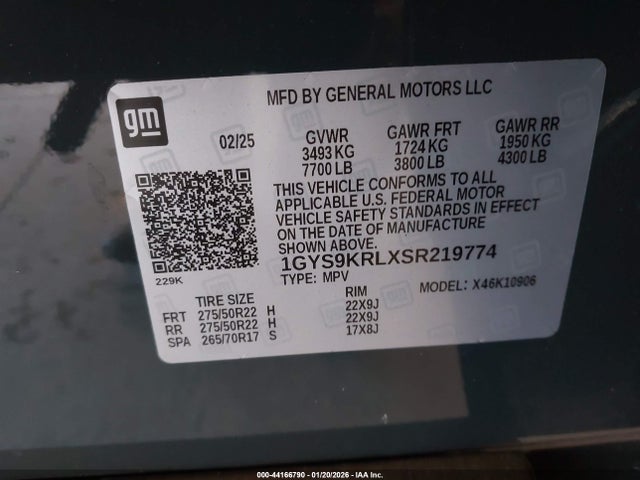 gm
MFD BY GENERAL MOTORS LLC
02/25 GVWR GAWR FRT GAWR RR
3493 KG 1724 KG 1950 KG
7700 LB 3800 LB 4300 LB
THIS VEHICLE CONFORMS TO ALL
APPLICABLE U.S. FEDERAL MOTOR
VEHICLE SAFETY STANDARDS IN EFFECT
ON THE DATE OF MANUFACTURE
SHOWN ABOVE.
229K
1GYS9KRLXSR219774
TYPE: MPV MODEL: X46K10906
TIRE SIZE RIM
FRT 275/50R22 H 22X9J
RR 275/50R22 H 22X9J
SPA 265/70R17 S 17X8J
000-44166790 - 01/20/2026 - IAA Inc.